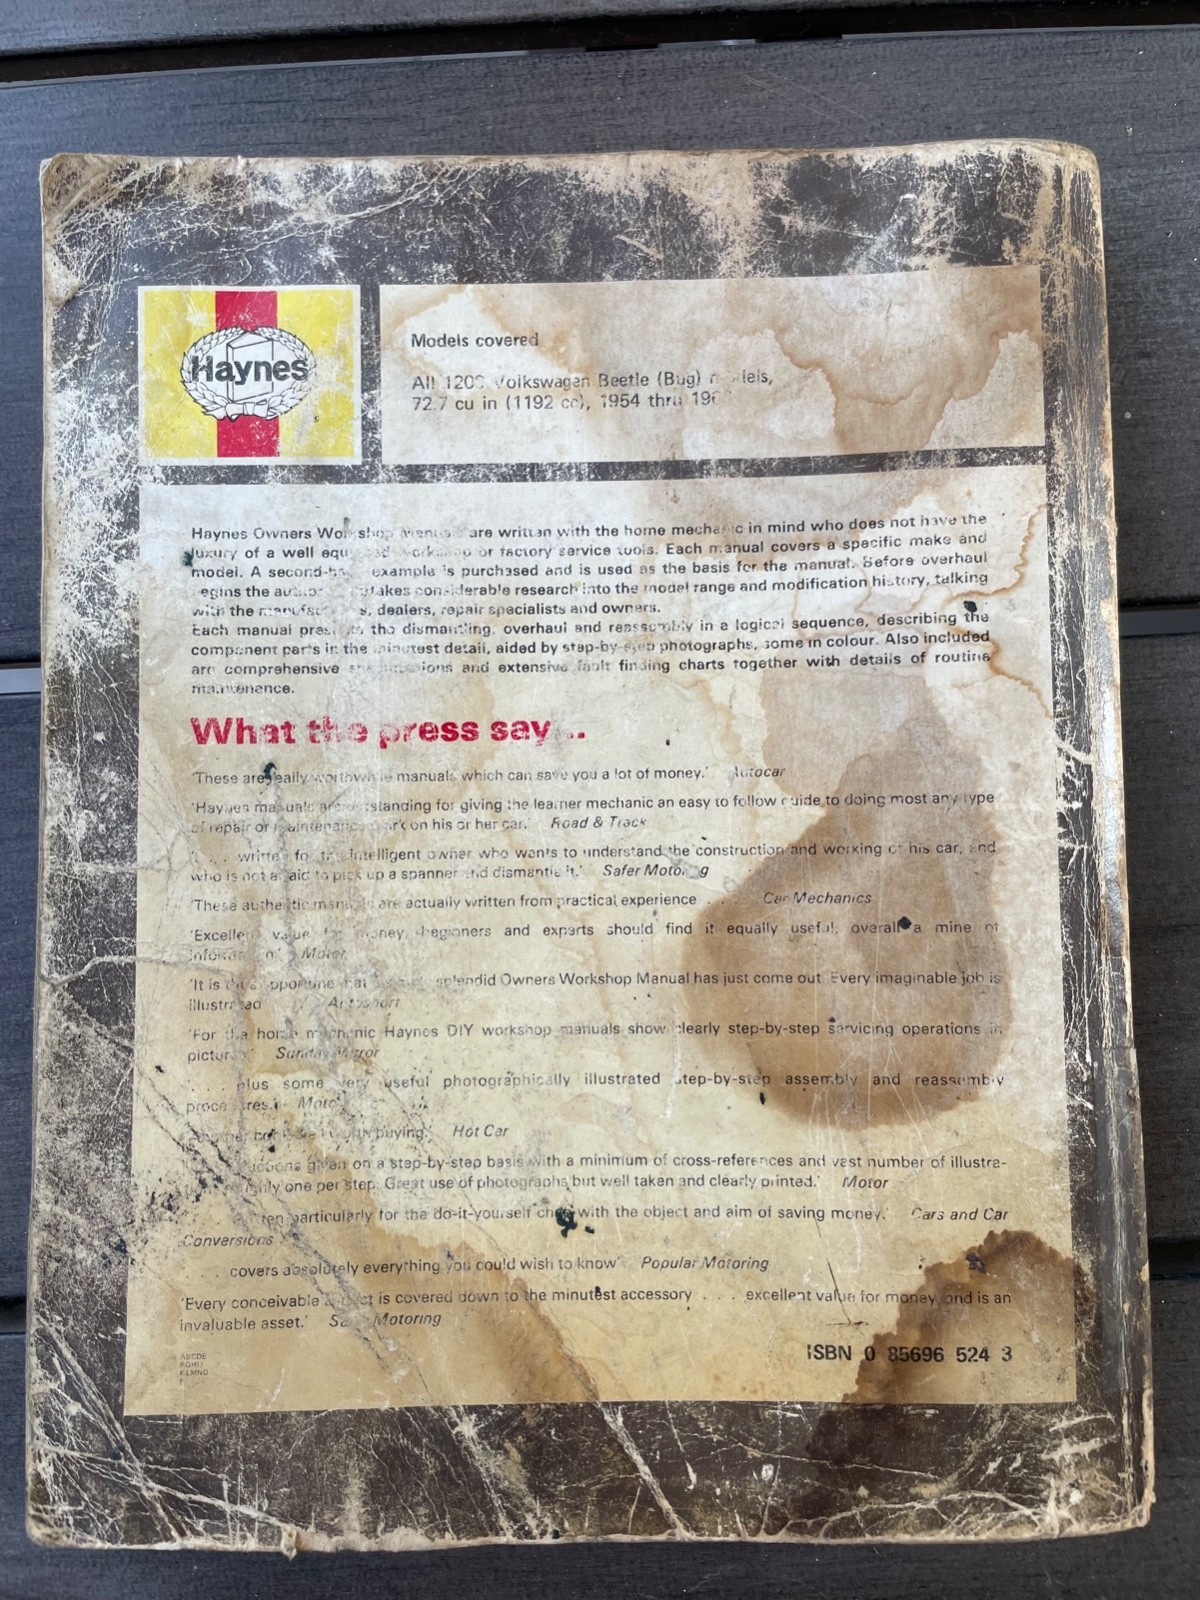 Haynes
Models covered
All Volkswagen Beetle (Bug)
72.7 cu in (1192 cc), 1954 thru
Haynes Owners are written with the home mechanic in mind who does not have the
luxury of a well or factory service tools. Each manual covers a specific make and
model. A example is purchased and is used as the basis for the manual. Before overhaul
the considerable research into the model range and modification history, talking
with the dealers, repair specialists and owners.
Each manual the dismantling, overhaul and reassembly in a logical sequence, describing the
component parts in the minutest detail, aided by step-by-step photographs, some in colour. Also included
are comprehensive and extensive fault finding charts together with details of routine
maintenance.
What the press say...
'These are really worthwhile manuals which can save you a lot of money.' Autocar
'Haynes manuals are for giving the learner mechanic an easy to follow guide to doing most any type
of repair or maintenance on his or her car.' Road & Track
'. . . written for the intelligent owner who wants to understand the construction and working of his car, and
who is not afraid to pick up a spanner and dismantle it.' Safer Motoring
'These authentic manuals are actually written from practical experience . . .' Car Mechanics
'Excellent value for money, beginners and experts should find it equally useful, overall a mine of
Motor
'It is splendid Owners Workshop Manual has just come out. Every imaginable job is
illustrated Autosport
'For the home mechanic Haynes DIY workshop manuals show clearly step-by-step servicing operations in
pictures.' Sunday Mirror
. . . plus some very useful photographically illustrated step-by-step assembly and reassembly
buying.' Hot Car
given on a step-by-step basis with a minimum of cross-references and vast number of illustra-
one per step. Great use of photographs but well taken and clearly printed.' Motor
particularly for the do-it-yourself with the object and aim of saving money.' Cars and Car
Conversions
. . . covers absolutely everything you could wish to know' Popular Motoring
'Every conceivable is covered down to the minutest accessory . . . excellent value for money and is an
invaluable asset.' Motoring
ABCDE
FGHIJ
KLMNO
ISBN 0 85696 524 3